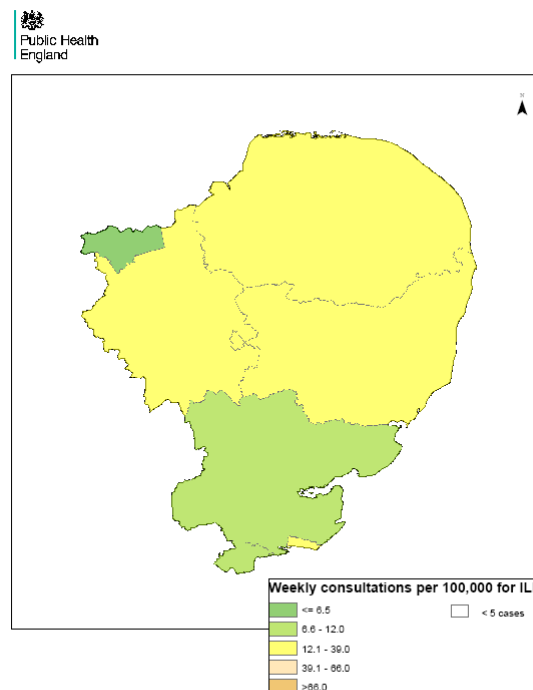 Public Health
England
N
Weekly consultations per 100,000 for IL
<= 6.5
< 5 cases
6.6 - 12.0
12.1 - 39.0
39.1 - 66.0
>66.0